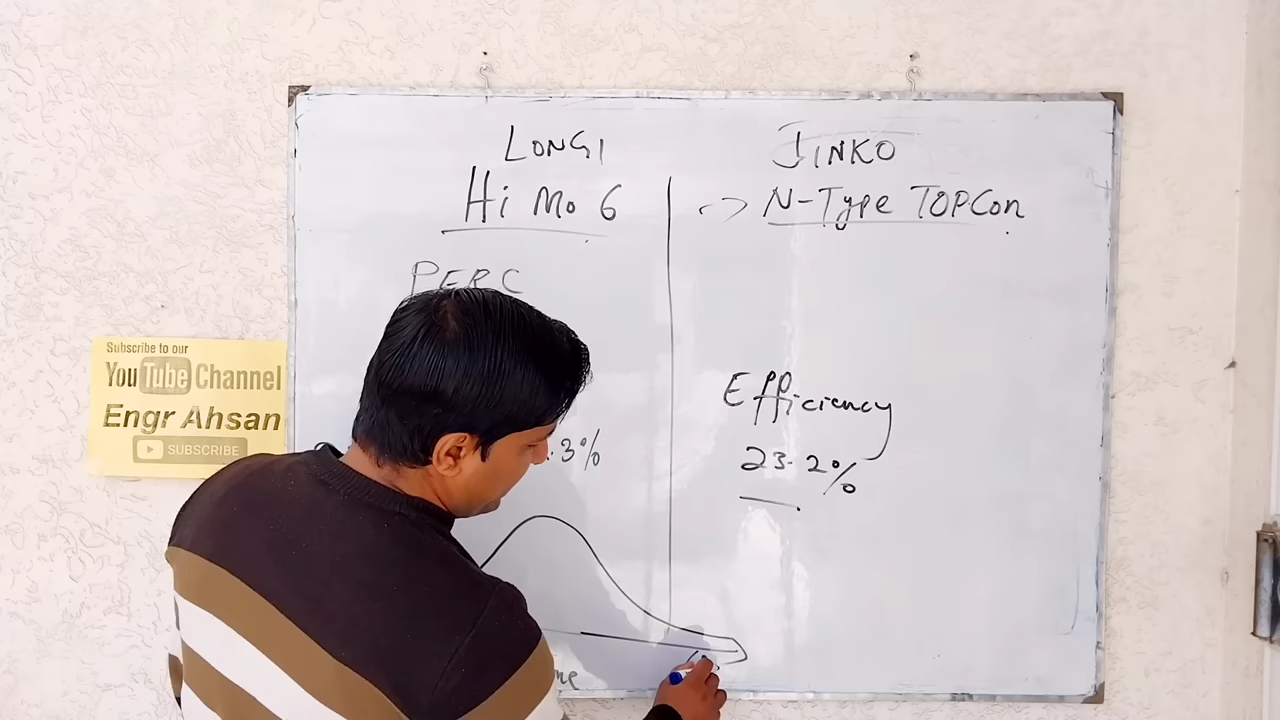 LONGI
Hi Mo 6
PERC
.3%
JINKO
N-Type TOPCon
Efficiency
23.2%
Subscribe to our
YouTube Channel
Engr Ahsan
SUBSCRIBE